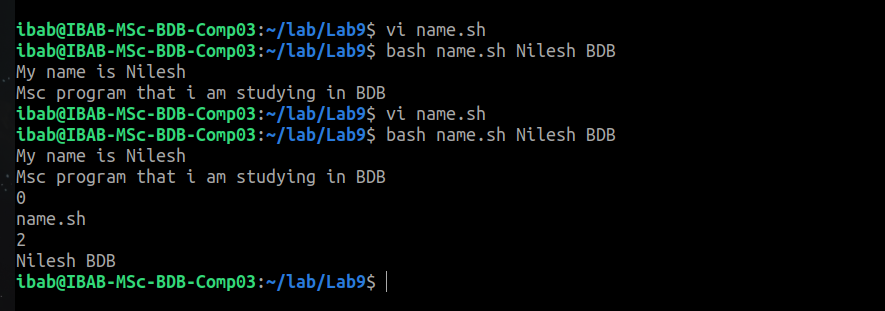 ibab@IBAB-MSc-BDB-Comp03:~/lab/Lab9$ vi name.sh
ibab@IBAB-MSc-BDB-Comp03:~/lab/Lab9$ bash name.sh Nilesh BDB
My name is Nilesh
Msc program that i am studying in BDB
ibab@IBAB-MSc-BDB-Comp03:~/lab/Lab9$ vi name.sh
ibab@IBAB-MSc-BDB-Comp03:~/lab/Lab9$ bash name.sh Nilesh BDB
My name is Nilesh
Msc program that i am studying in BDB
0
name.sh
2
Nilesh BDB
ibab@IBAB-MSc-BDB-Comp03:~/lab/Lab9$